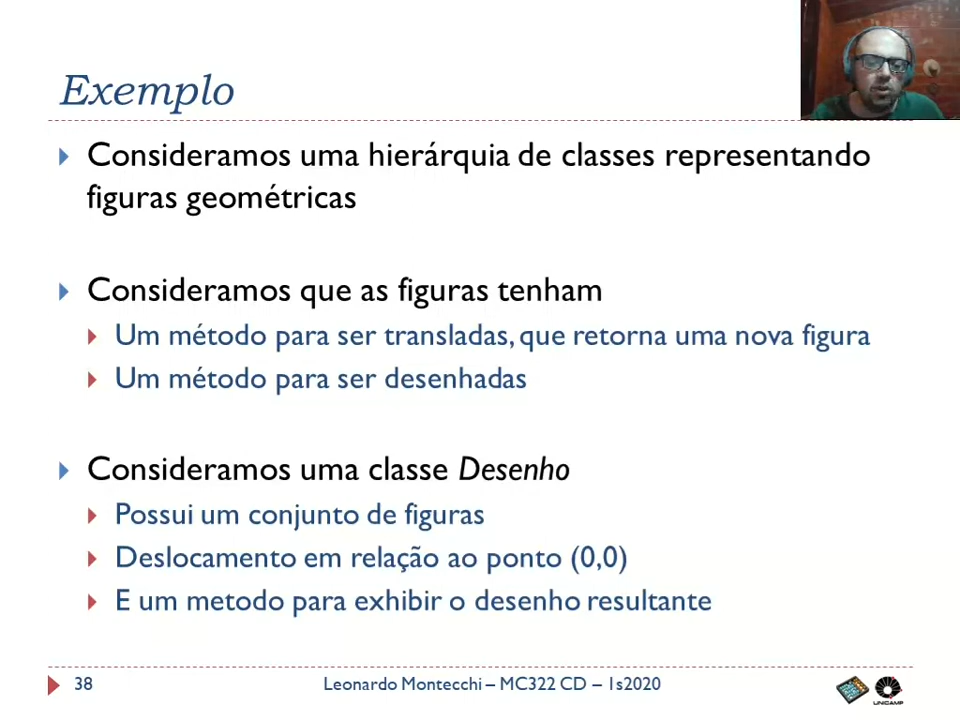 Exemplo
Consideramos uma hierárquia de classes representando
figuras geométricas
Consideramos que as figuras tenham
Um método para ser transladas, que retorna uma nova figura
Um método para ser desenhadas
Consideramos uma classe Desenho
Possui um conjunto de figuras
Deslocamento em relação ao ponto (0,0)
E um metodo para exhibir o desenho resultante
38
Leonardo Montecchi – MC322 CD – 1s2020
UNICAMP